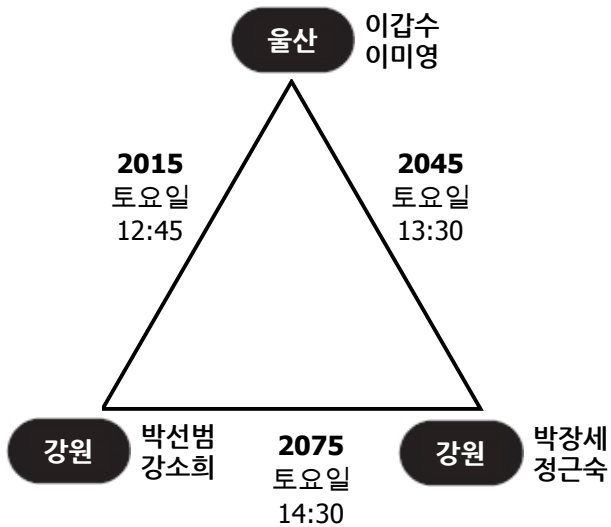 울산
이갑수
이미영
2015
토요일
12:45
2045
토요일
13:30
강원
박선범
강소희
2075
토요일
14:30
강원
박장세
정근숙